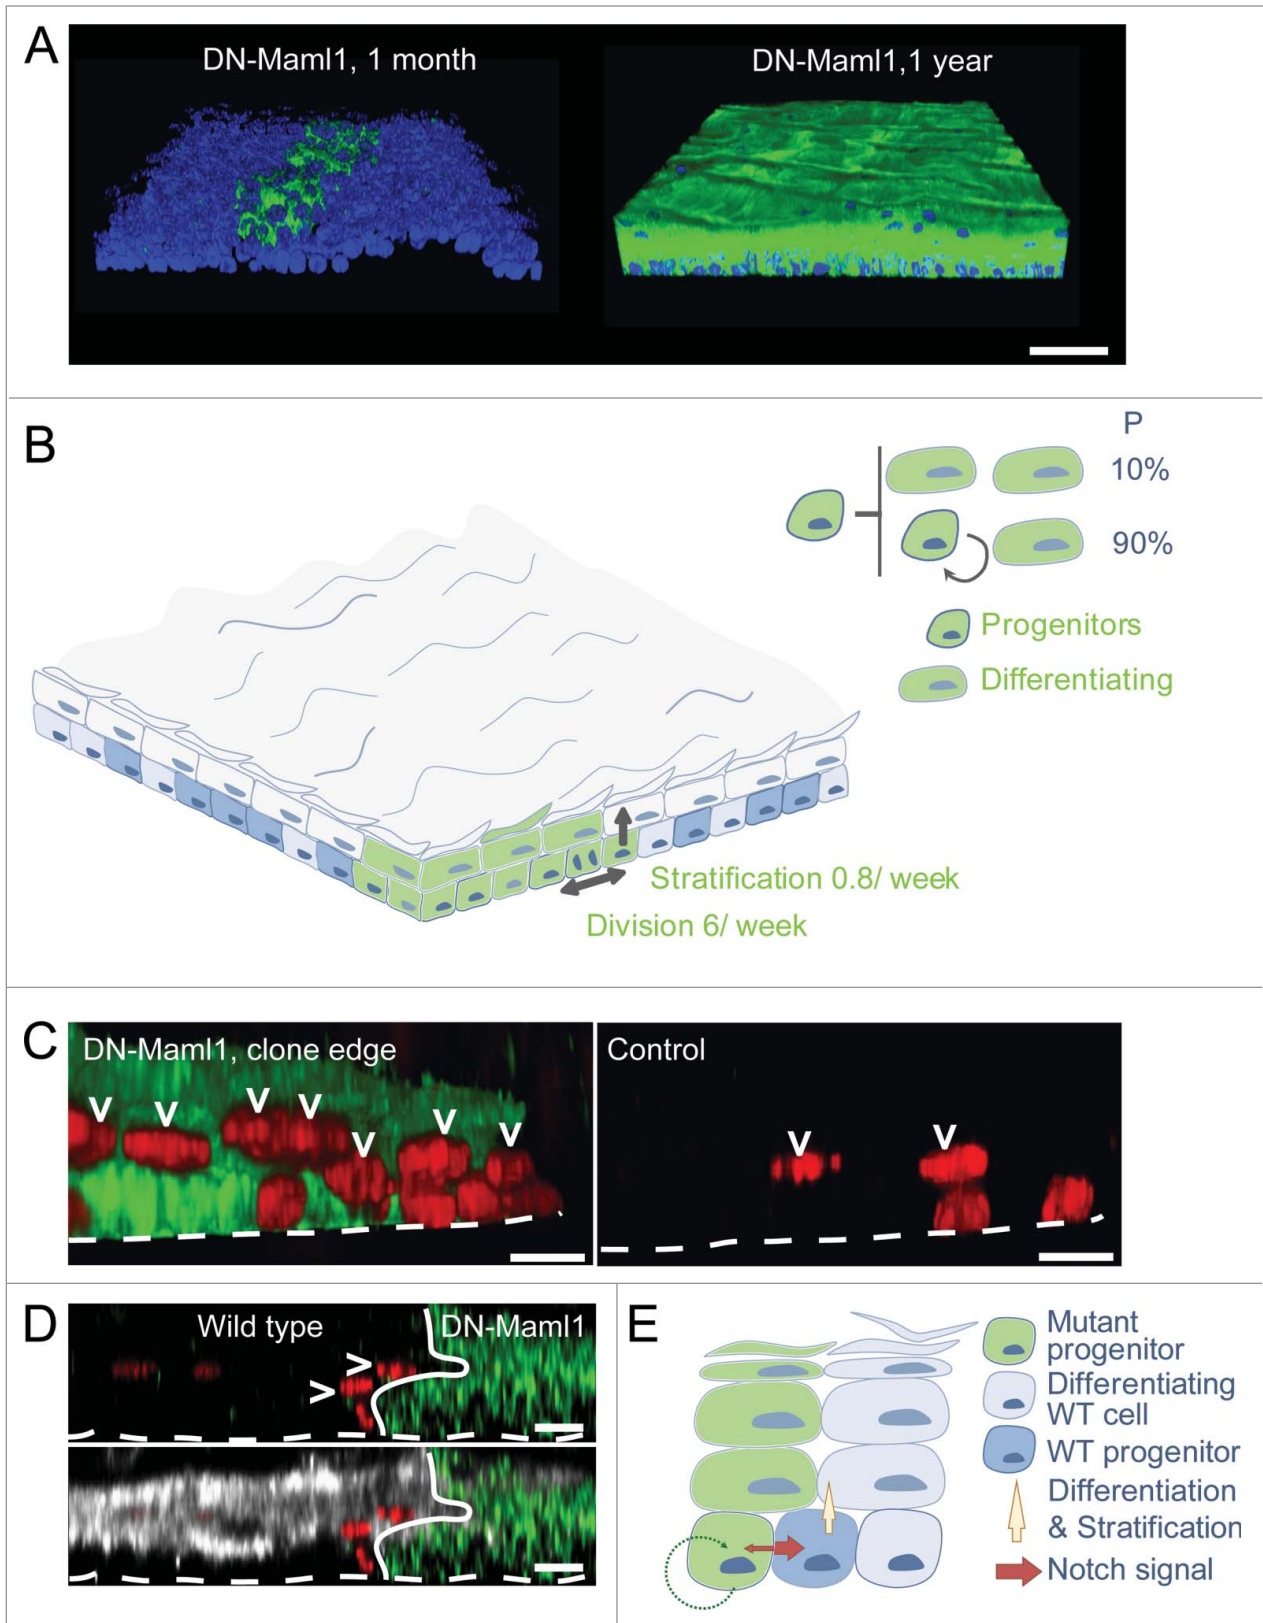 A
DN-Maml1, 1 month
DN-Maml1,1 year
B
P
10%
90%
Progenitors
Differentiating
Stratification 0.8/ week
Division 6/ week
C
DN-Maml1, clone edge
Control
D
Wild type
DN-Maml1
E
Mutant
progenitor
Differentiating
WT cell
WT progenitor
Differentiation
& Stratification
Notch signal